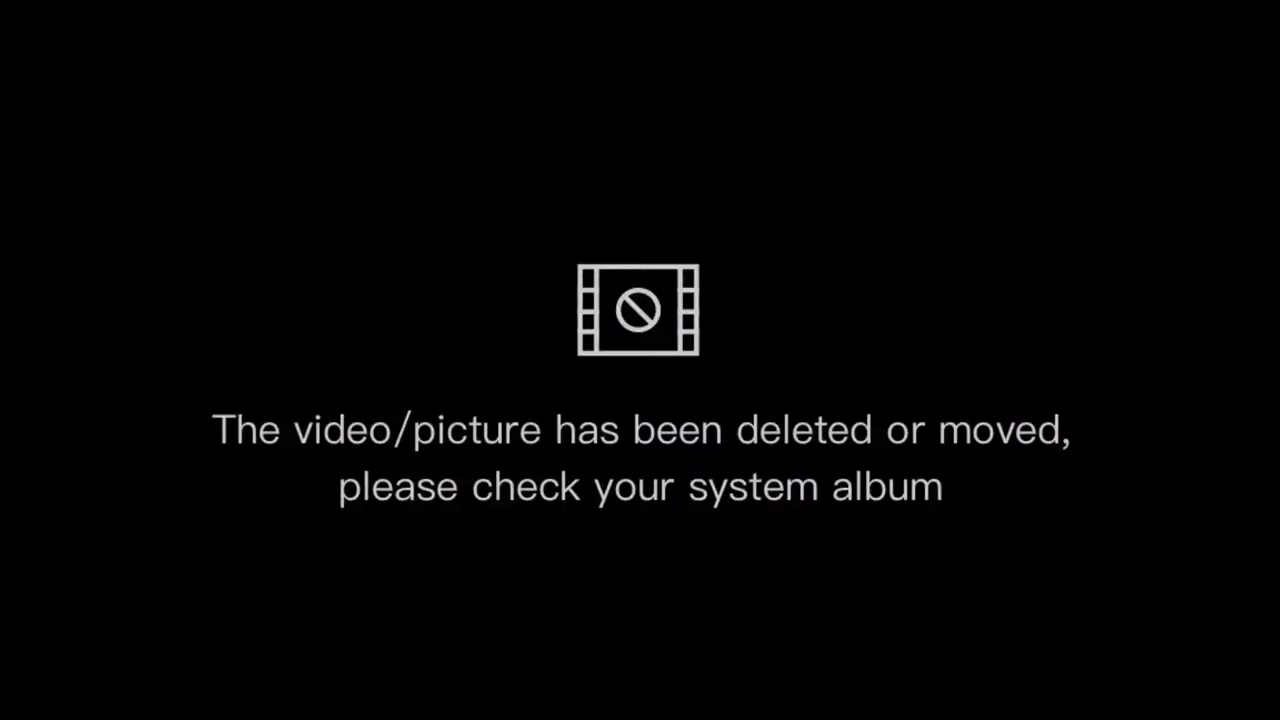 The video/picture has been deleted or moved,
please check your system album